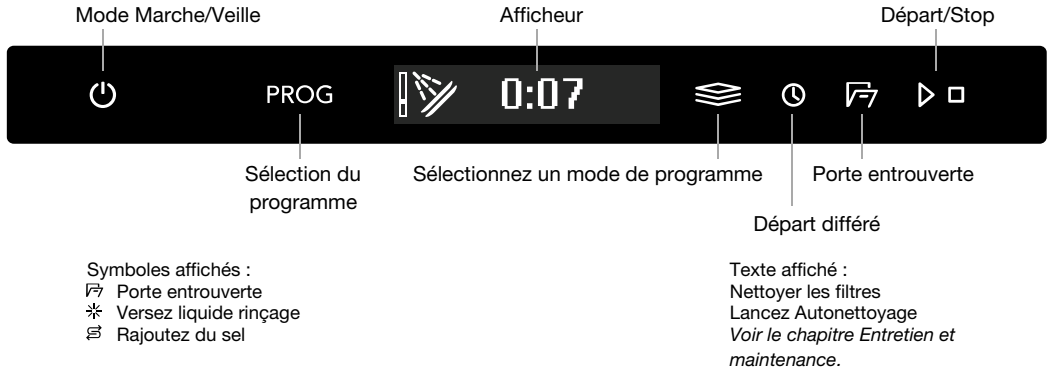 Mode Marche/Veille
Afficheur
Départ/Stop
PROG
0:07
Sélection du
programme
Sélectionnez un mode de programme
Porte entrouverte
Départ différé
Symboles affichés :
Porte entrouverte
Versez liquide rinçage
Rajoutez du sel
Texte affiché :
Nettoyer les filtres
Lancez Autonettoyage
Voir le chapitre Entretien et
maintenance.